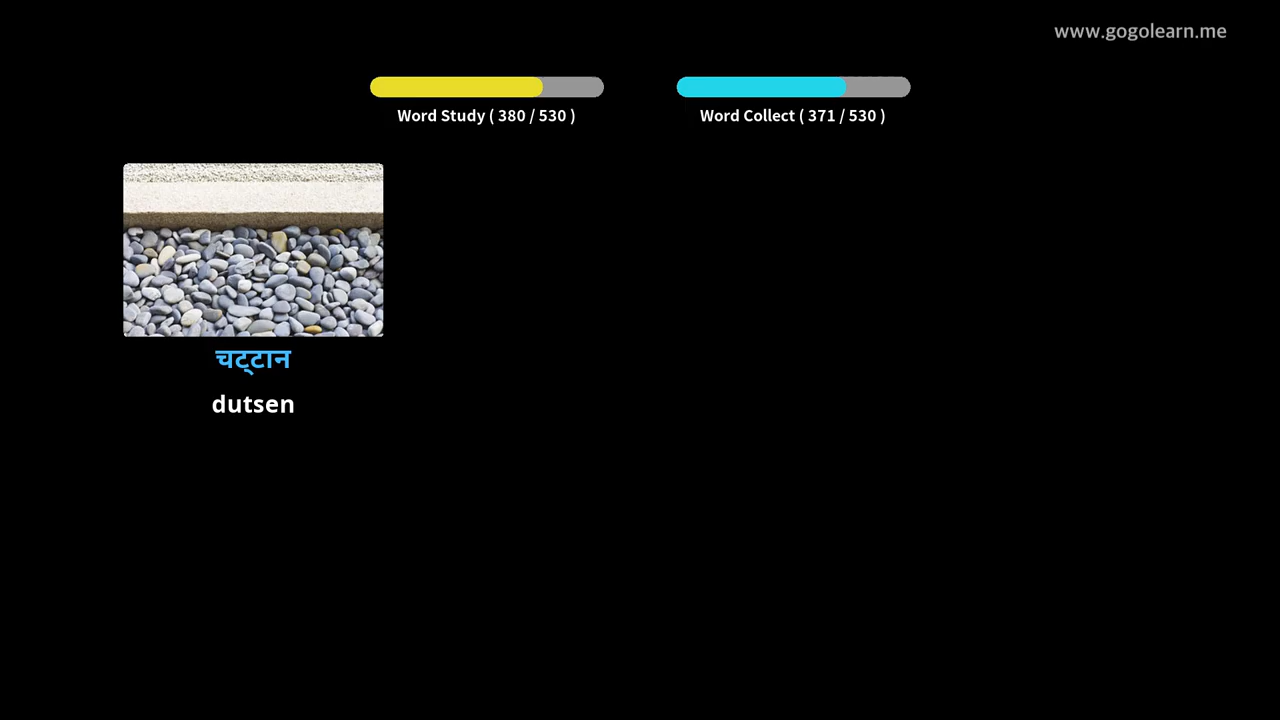 www.gogolearn.me
Word Study ( 380 / 530 )
Word Collect ( 371 / 530 )
चट्टान
dutsen